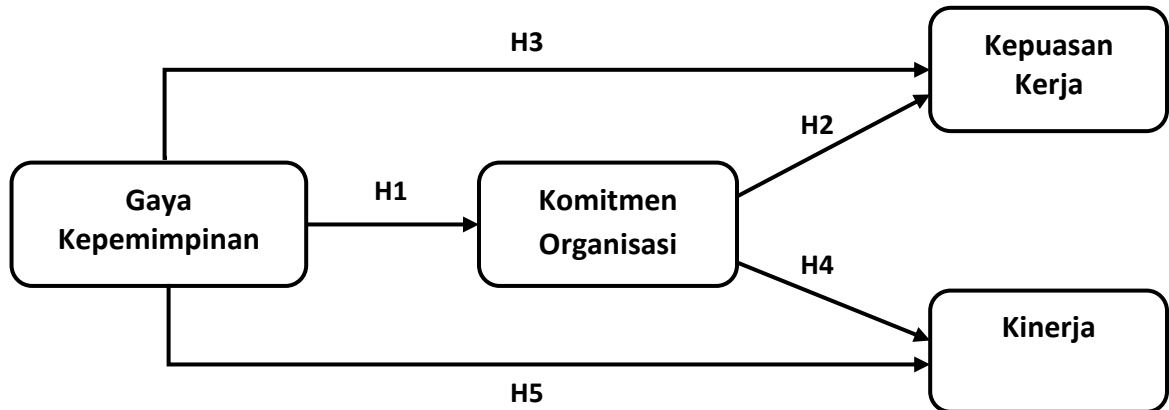 H3
Kepuasan
Kerja
H2
Gaya
Kepemimpinan
H1
Komitmen
Organisasi
H4
Kinerja
H5